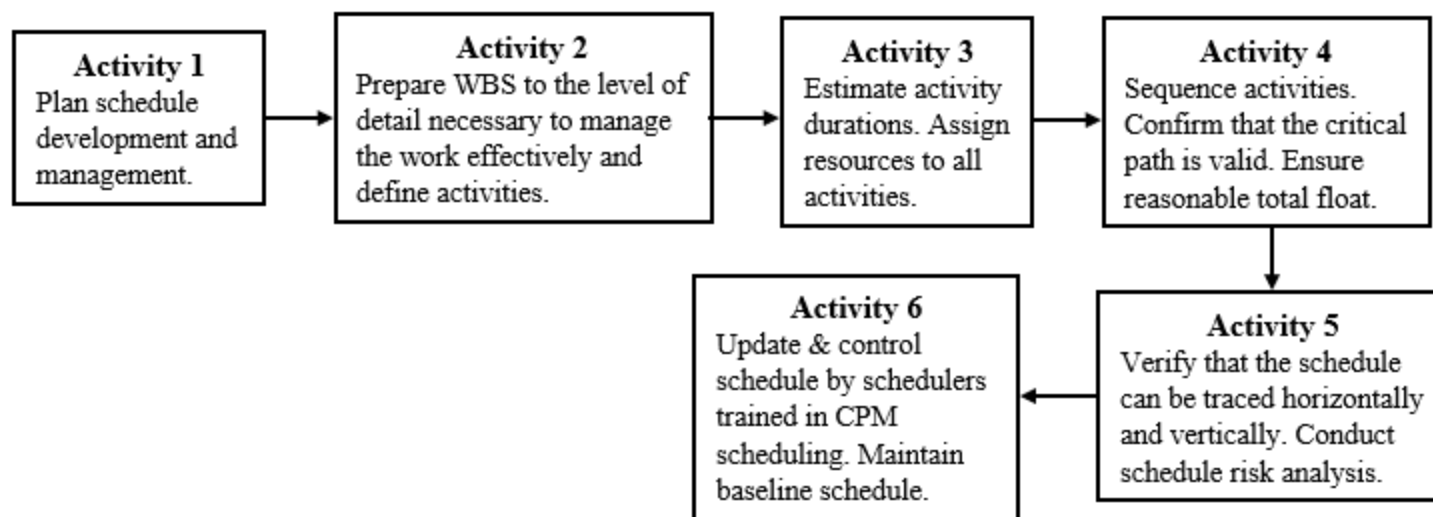 Activity 1
Plan schedule
development and
management.
Activity 2
Prepare WBS to the level of
detail necessary to manage
the work effectively and
define activities.
Activity 3
Estimate activity
durations. Assign
resources to all
activities.
Activity 4
Sequence activities.
Confirm that the critical
path is valid. Ensure
reasonable total float.
Activity 5
Verify that the schedule
can be traced horizontally
and vertically. Conduct
schedule risk analysis.
Activity 6
Update & control
schedule by schedulers
trained in CPM
scheduling. Maintain
baseline schedule.